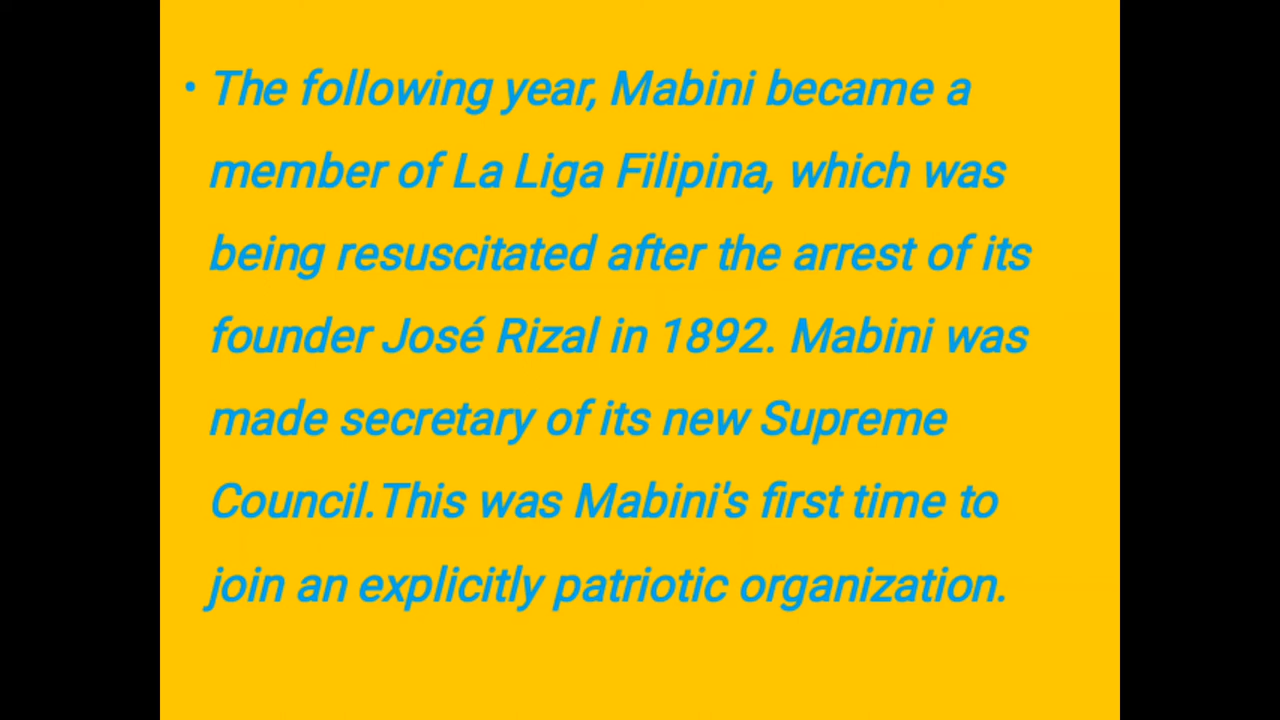 • The following year, Mabini became a
member of La Liga Filipina, which was
being resuscitated after the arrest of its
founder José Rizal in 1892. Mabini was
made secretary of its new Supreme
Council.This was Mabini's first time to
join an explicitly patriotic organization.